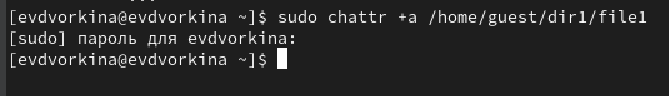 [evdvorkina@evdvorkina ~]$ sudo chattr +a /home/guest/dir1/file1
[sudo] пароль для evdvorkina:
[evdvorkina@evdvorkina ~]$